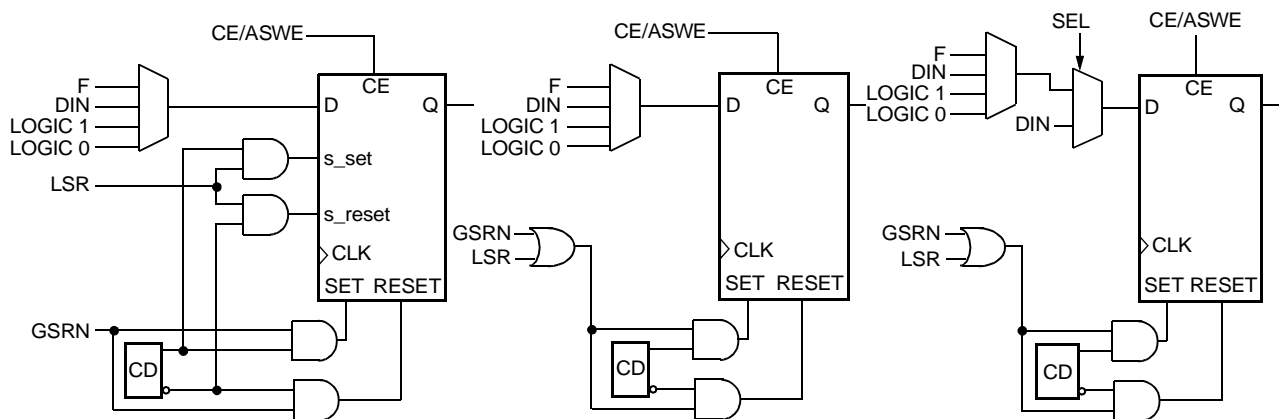 CE/ASWE
F
DIN
LOGIC 1
LOGIC 0
LSR
GSRN
CD
CE
D
Q
s_set
s_reset
CLK
SET RESET
CE/ASWE
F
DIN
LOGIC 1
LOGIC 0
GSRN
LSR
CD
CE
D
Q
CLK
SET RESET
SEL
CE/ASWE
F
DIN
LOGIC 1
LOGIC 0
DIN
GSRN
LSR
CD
CE
D
Q
CLK
SET RESET